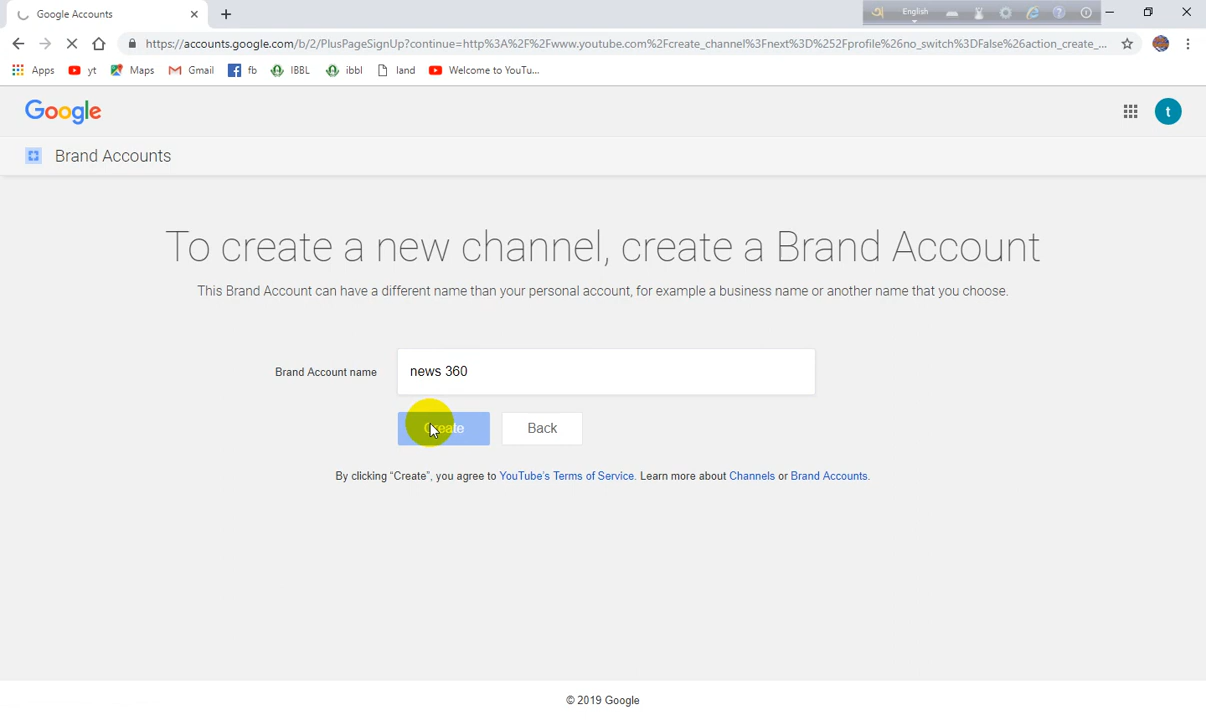 Google Accounts
English
https://accounts.google.com/b/2/PlusPageSignUp?continue=http%3A%2F%2Fwww.youtube.com%2Fcreate_channel%3Fnext%3D%252Fprofile%26no_switch%3DFalse%26action_create_...
Apps yt Maps Gmail fb IBBL ibbl land Welcome to YouTu...
Google
t
Brand Accounts
To create a new channel, create a Brand Account
This Brand Account can have a different name than your personal account, for example a business name or another name that you choose.
Brand Account name news 360
Create Back
By clicking "Create", you agree to YouTube's Terms of Service. Learn more about Channels or Brand Accounts.
© 2019 Google